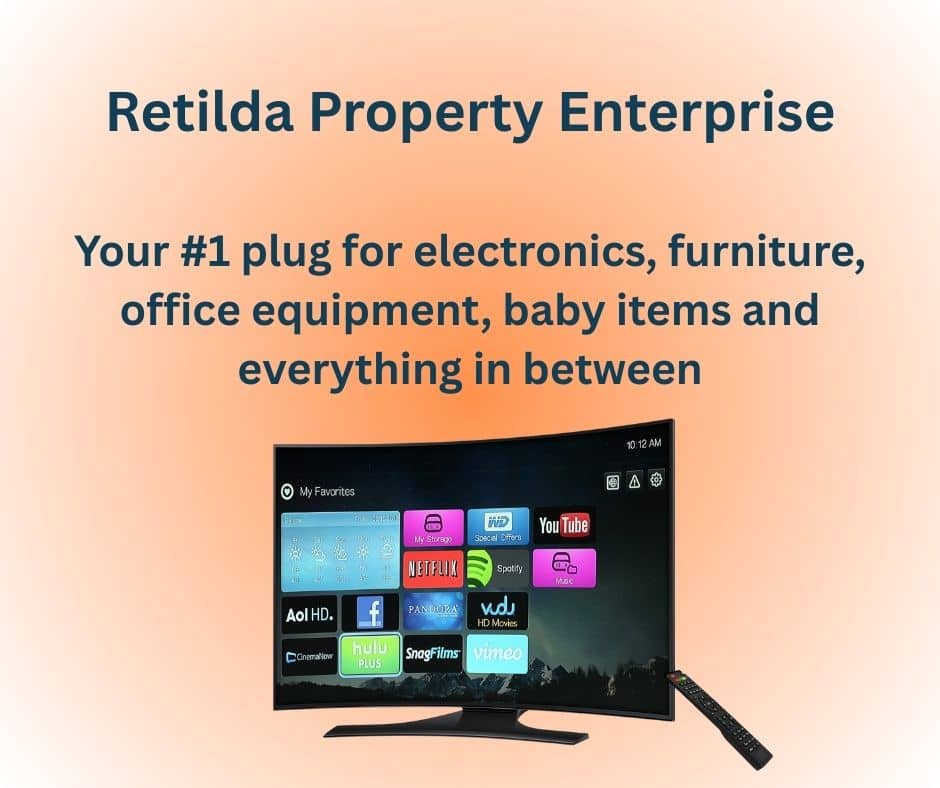 Retilda Property Enterprise
Your #1 plug for electronics, furniture,
office equipment, baby items and
everything in between
10:12 AM
My Favorites
My Storage
WD
Special Offers
YouTube
NETFLIX
Spotify
Music
Aol HD.
f
PANDORA
vudu
HD Movies
CinemaNow
hulu
PLUS
SnagFilms
vimeo